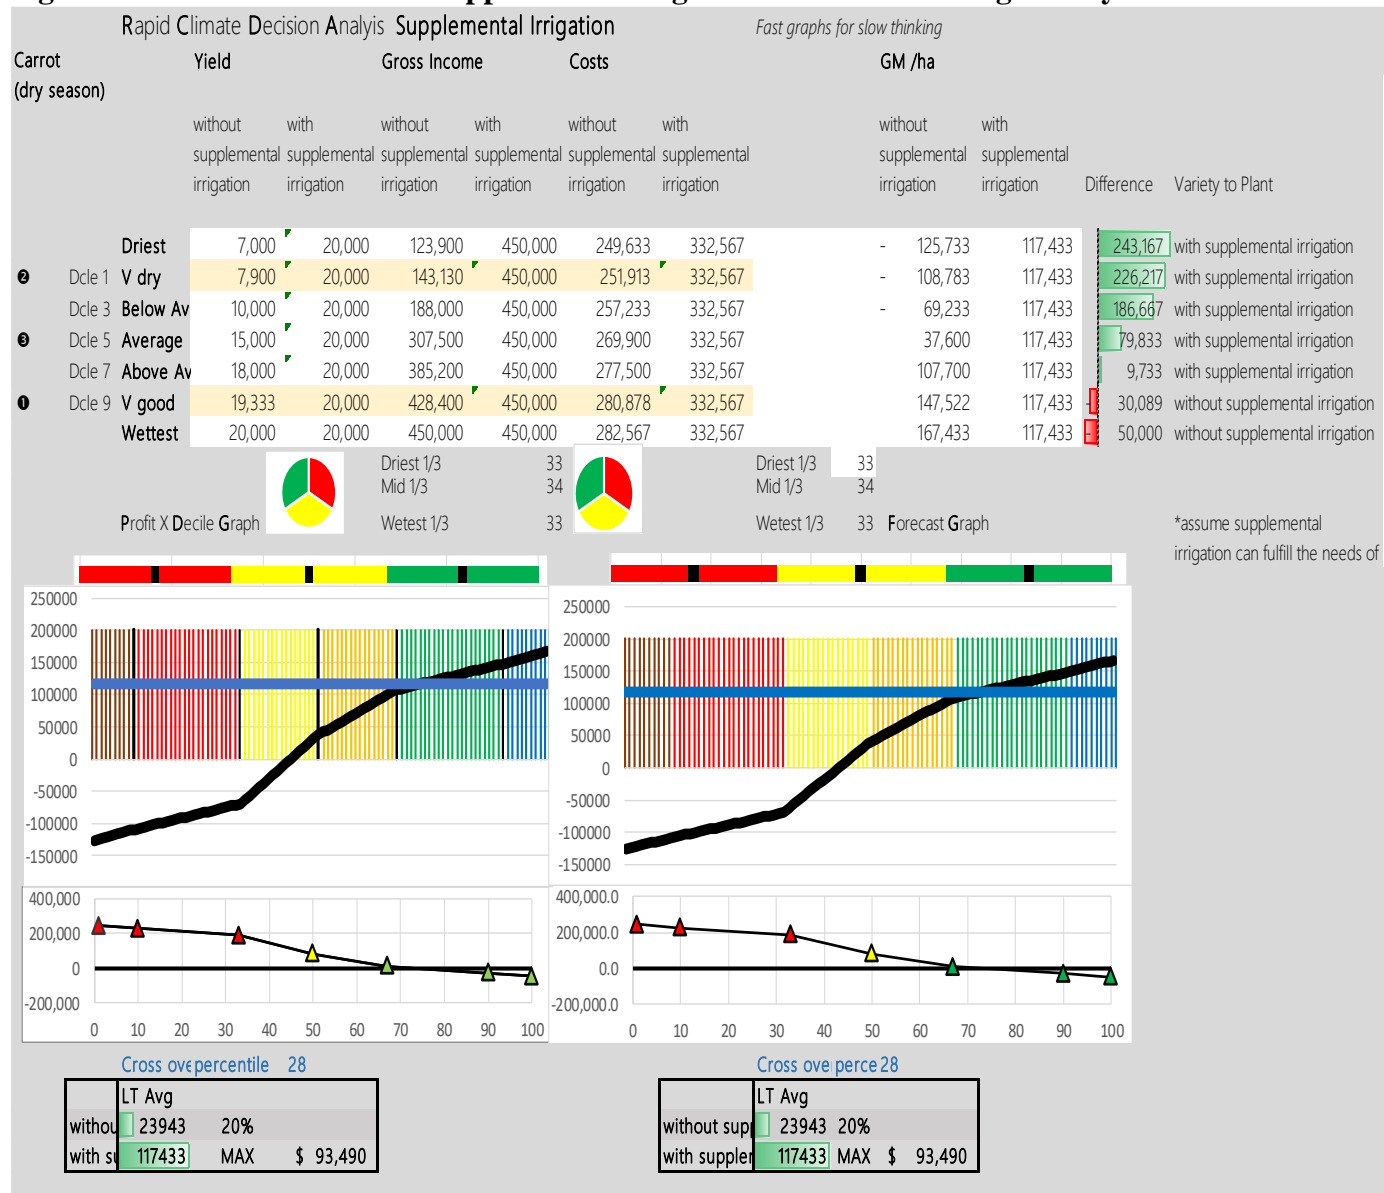 Rapid Climate Decision Analyis Supplemental Irrigation Fast graphs for slow thinking
Carrot Yield Gross Income Costs GM /ha
(dry season)
without with without with without with without with
supplemental supplemental supplemental supplemental supplemental supplemental supplemental supplemental
irrigation irrigation irrigation irrigation irrigation irrigation irrigation irrigation Difference Variety to Plant
Driest 7,000 20,000 123,900 450,000 249,633 332,567 - 125,733 117,433 243,167 with supplemental irrigation
❷ Dcle 1 V dry 7,900 20,000 143,130 450,000 251,913 332,567 - 108,783 117,433 226,217 with supplemental irrigation
Dcle 3 Below Av 10,000 20,000 188,000 450,000 257,233 332,567 - 69,233 117,433 186,667 with supplemental irrigation
❸ Dcle 5 Average 15,000 20,000 307,500 450,000 269,900 332,567 37,600 117,433 79,833 with supplemental irrigation
Dcle 7 Above Av 18,000 20,000 385,200 450,000 277,500 332,567 107,700 117,433 9,733 with supplemental irrigation
❶ Dcle 9 V good 19,333 20,000 428,400 450,000 280,878 332,567 147,522 117,433 - 30,089 without supplemental irrigation
Wettest 20,000 20,000 450,000 450,000 282,567 332,567 167,433 117,433 - 50,000 without supplemental irrigation
Driest 1/3 33 Driest 1/3 33
Mid 1/3 34 Mid 1/3 34
Profit X Decile Graph Wetest 1/3 33 Wetest 1/3 33 Forecast Graph *assume supplemental
irrigation can fulfill the needs of
250000 250000
200000 200000
150000 150000
100000 100000
50000 50000
0 0
-50000 -50000
-100000 -100000
-150000 -150000
400,000 400,000.0
200,000 200,000.0
0 0.0
-200,000 -200,000.0
0 10 20 30 40 50 60 70 80 90 100 0 10 20 30 40 50 60 70 80 90 100
Cross ove percentile 28 Cross ove perce 28
LT Avg LT Avg
withou 23943 20% without supp 23943 20%
with su 117433 MAX $ 93,490 with suppler 117433 MAX $ 93,490